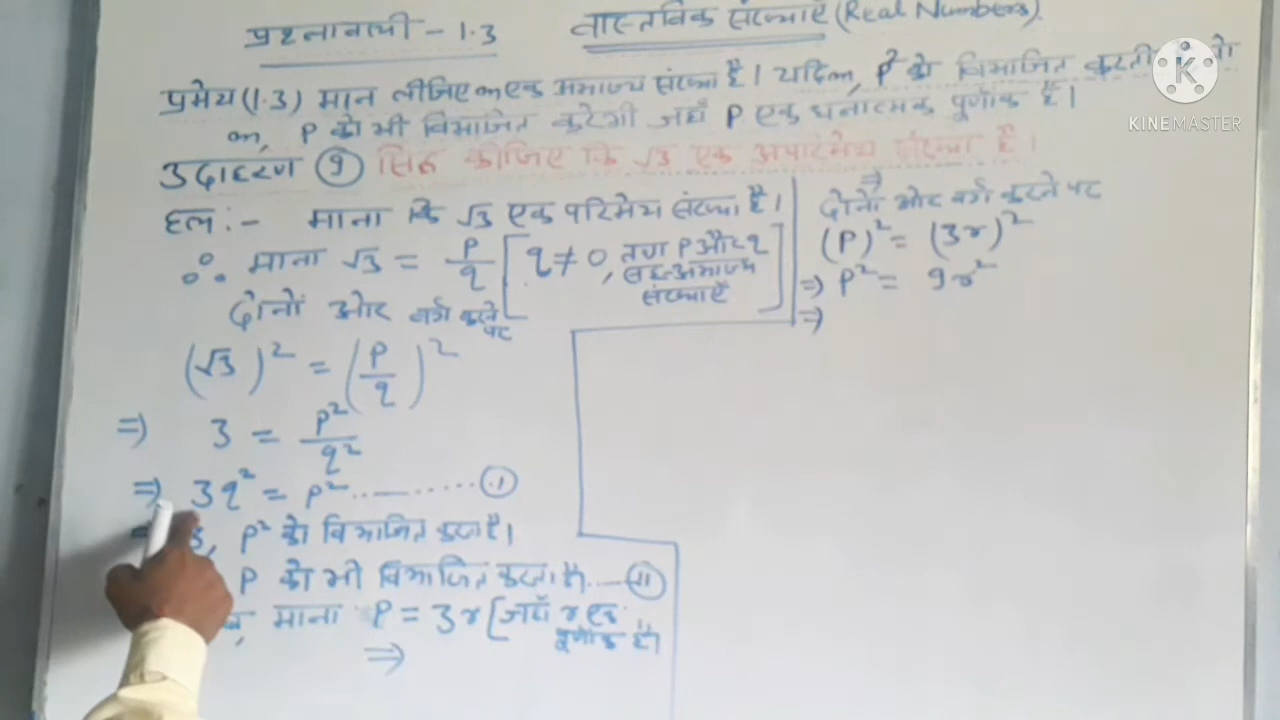 प्रश्नावली - 1.3
वास्तविक संख्याएँ (Real Numbers)
प्रमेय (1.3) मान लीजिए m एक अभाज्य संख्या है। यदि m, P² को विभाजित करती
m, P को भी विभाजित करेगी जहाँ P एक धनात्मक पूर्णांक है।
उदाहरण 9 सिद्ध कीजिए कि √3 एक अपरिमेय संख्या है।
हल:- माना कि √3 एक परिमेय संख्या है।
∴ माना √3 = P/q [q ≠ 0, तथा P और q
सह-अभाज्य
संख्याएँ]
दोनों ओर वर्ग करने
पर
(√3)² = (P/q)²
⇒ 3 = P²/q²
⇒ 3q² = P² ............ (i)
3, P² को विभाजित करता है।
P को भी विभाजित करता है। ... (ii)
माना P = 3r [जहाँ r एक
पूर्णांक है।
⇒
⇒
दोनों ओर वर्ग करने पर
(P)² = (3r)²
⇒ P² = 9r²
⇒
K
KINEMASTER